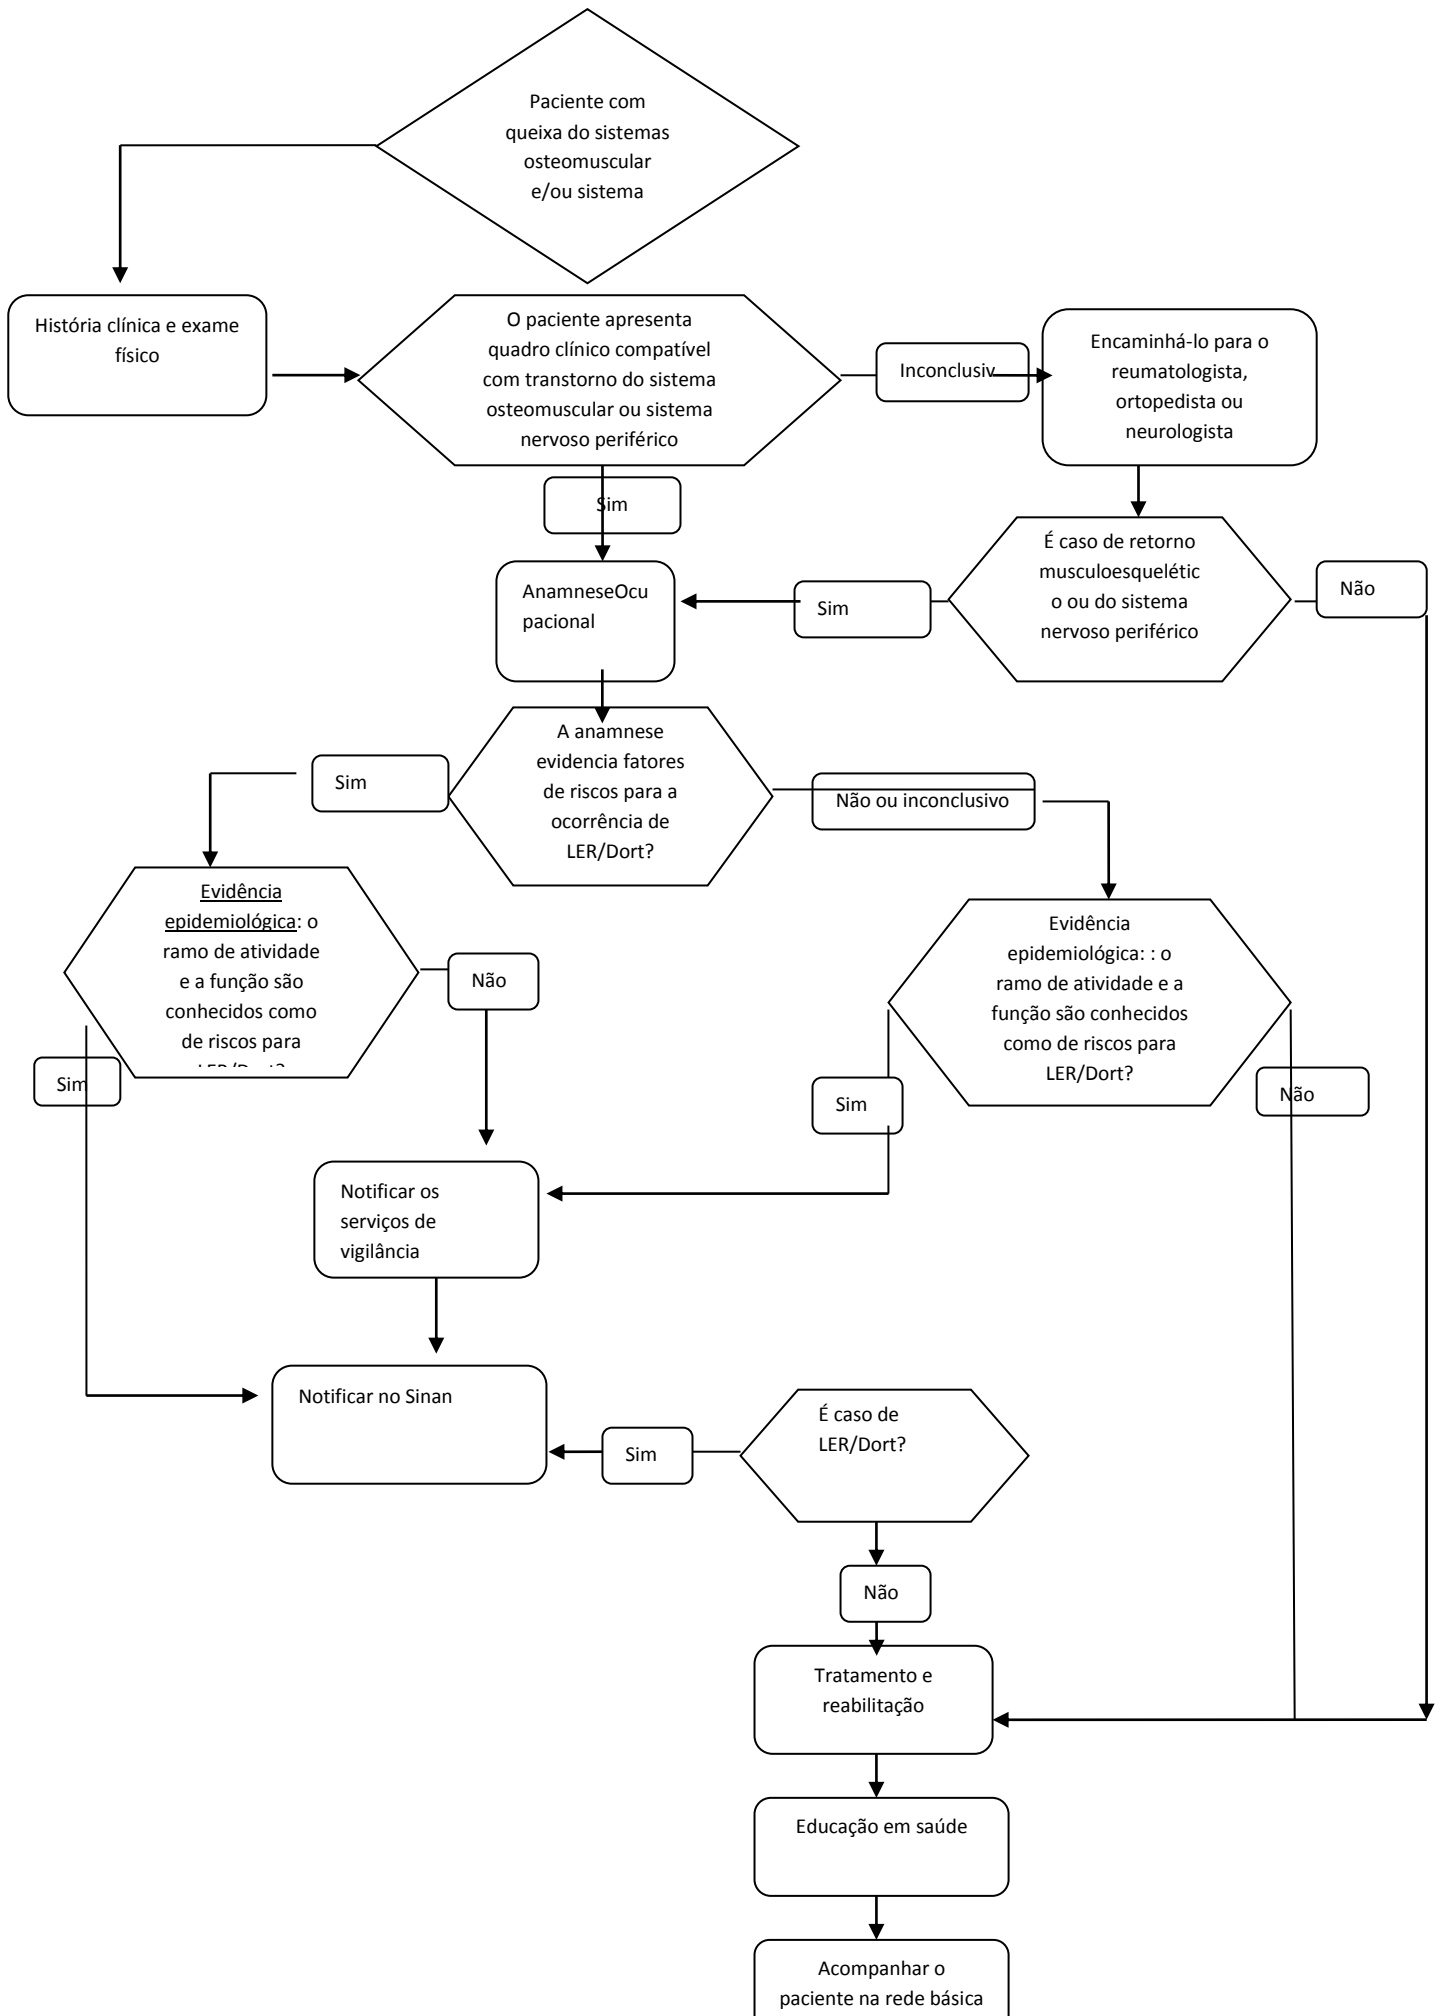 Paciente com
queixa do sistemas
osteomuscular
e/ou sistema
História clínica e exame
físico
O paciente apresenta
quadro clínico compatível
com transtorno do sistema
osteomuscular ou sistema
nervoso periférico
Inconclusiv
Encaminhá-lo para o
reumatologista,
ortopedista ou
neurologista
Sim
É caso de retorno
musculoesquelétic
o ou do sistema
nervoso periférico
Não
Sim
AnamneseOcu
pacional
A anamnese
evidencia fatores
de riscos para a
ocorrência de
LER/Dort?
Sim
Não ou inconclusivo
Evidência
epidemiológica: o
ramo de atividade
e a função são
conhecidos como
de riscos para
LER/Dort?
Não
Sim
Evidência
epidemiológica: : o
ramo de atividade e a
função são conhecidos
como de riscos para
LER/Dort?
Sim
Não
Notificar os
serviços de
vigilância
Notificar no Sinan
É caso de
LER/Dort?
Sim
Não
Tratamento e
reabilitação
Educação em saúde
Acompanhar o
paciente na rede básica